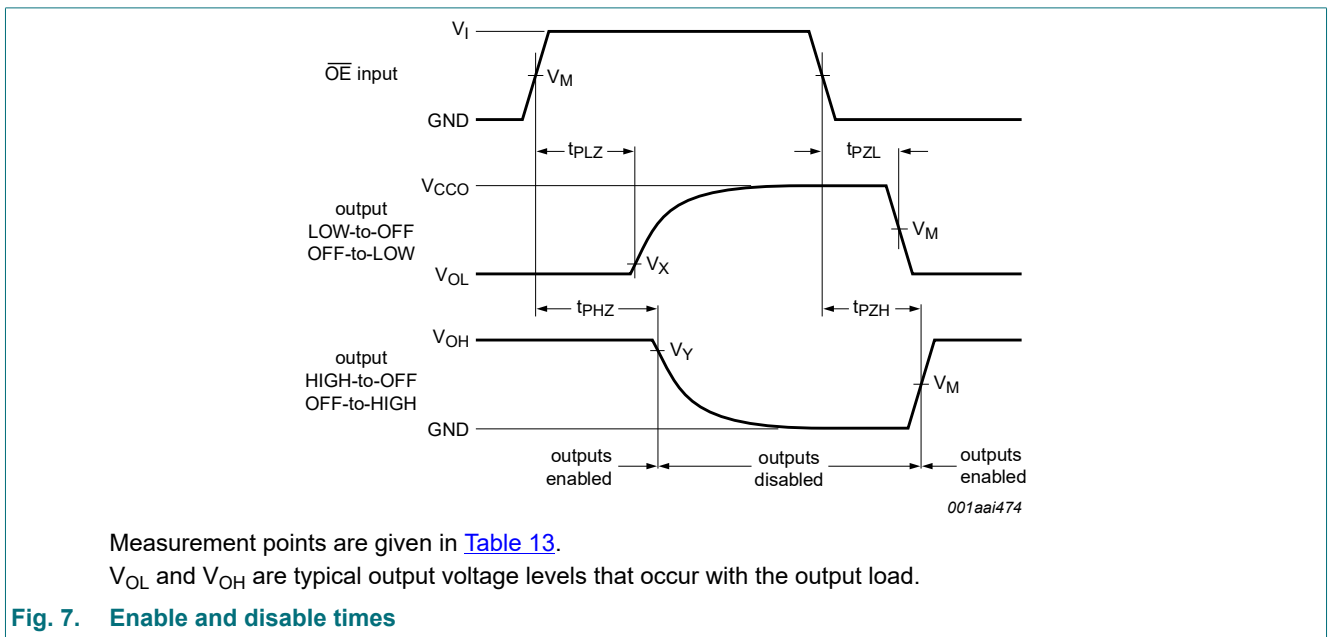 V_I
OE input
V_M
GND
t_PLZ
t_PZL
V_CCO
output
LOW-to-OFF
OFF-to-LOW
V_M
V_OL
V_X
t_PHZ
t_PZH
V_OH
output
HIGH-to-OFF
OFF-to-HIGH
V_Y
V_M
GND
outputs
enabled
outputs
disabled
outputs
enabled
001aai474
Measurement points are given in Table 13.
V_OL and V_OH are typical output voltage levels that occur with the output load.
Fig. 7. Enable and disable times